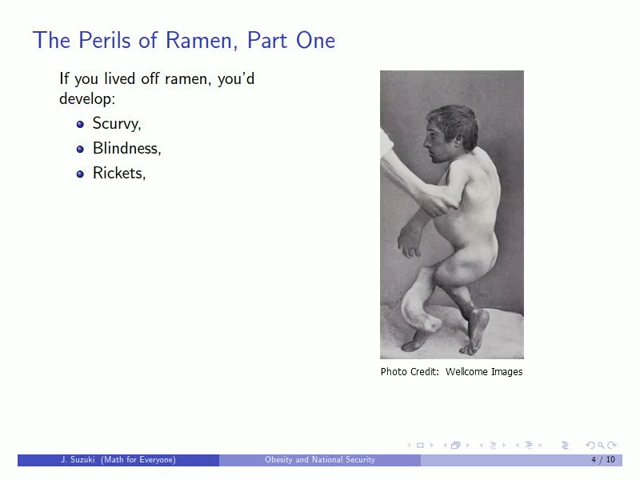 The Perils of Ramen, Part One
If you lived off ramen, you'd
develop:
Scurvy,
Blindness,
Rickets,
Photo Credit: Wellcome Images
J. Suzuki (Math for Everyone)
Obesity and National Security
4 / 10